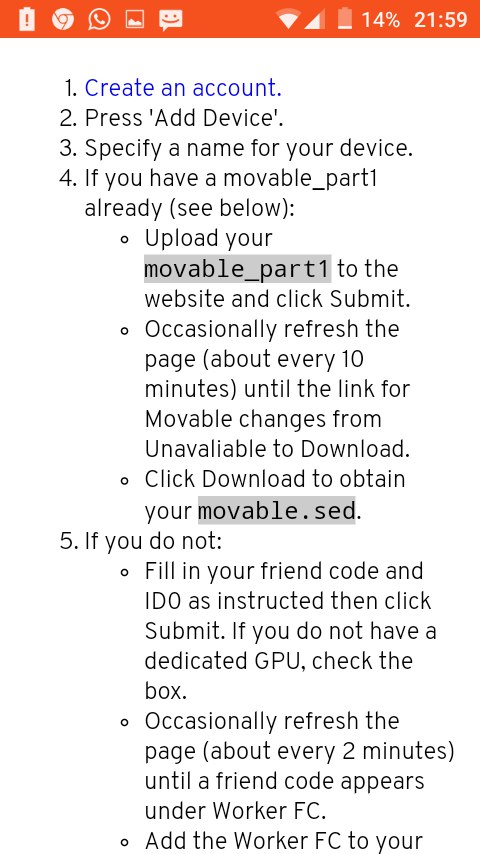 14% 21:59
1. Create an account.
2. Press 'Add Device'.
3. Specify a name for your device.
4. If you have a movable_part1
already (see below):
Upload your
movable_part1 to the
website and click Submit.
Occasionally refresh the
page (about every 10
minutes) until the link for
Movable changes from
Unavaliable to Download.
Click Download to obtain
your movable.sed.
5. If you do not:
Fill in your friend code and
ID0 as instructed then click
Submit. If you do not have a
dedicated GPU, check the
box.
Occasionally refresh the
page (about every 2 minutes)
until a friend code appears
under Worker FC.
Add the Worker FC to your